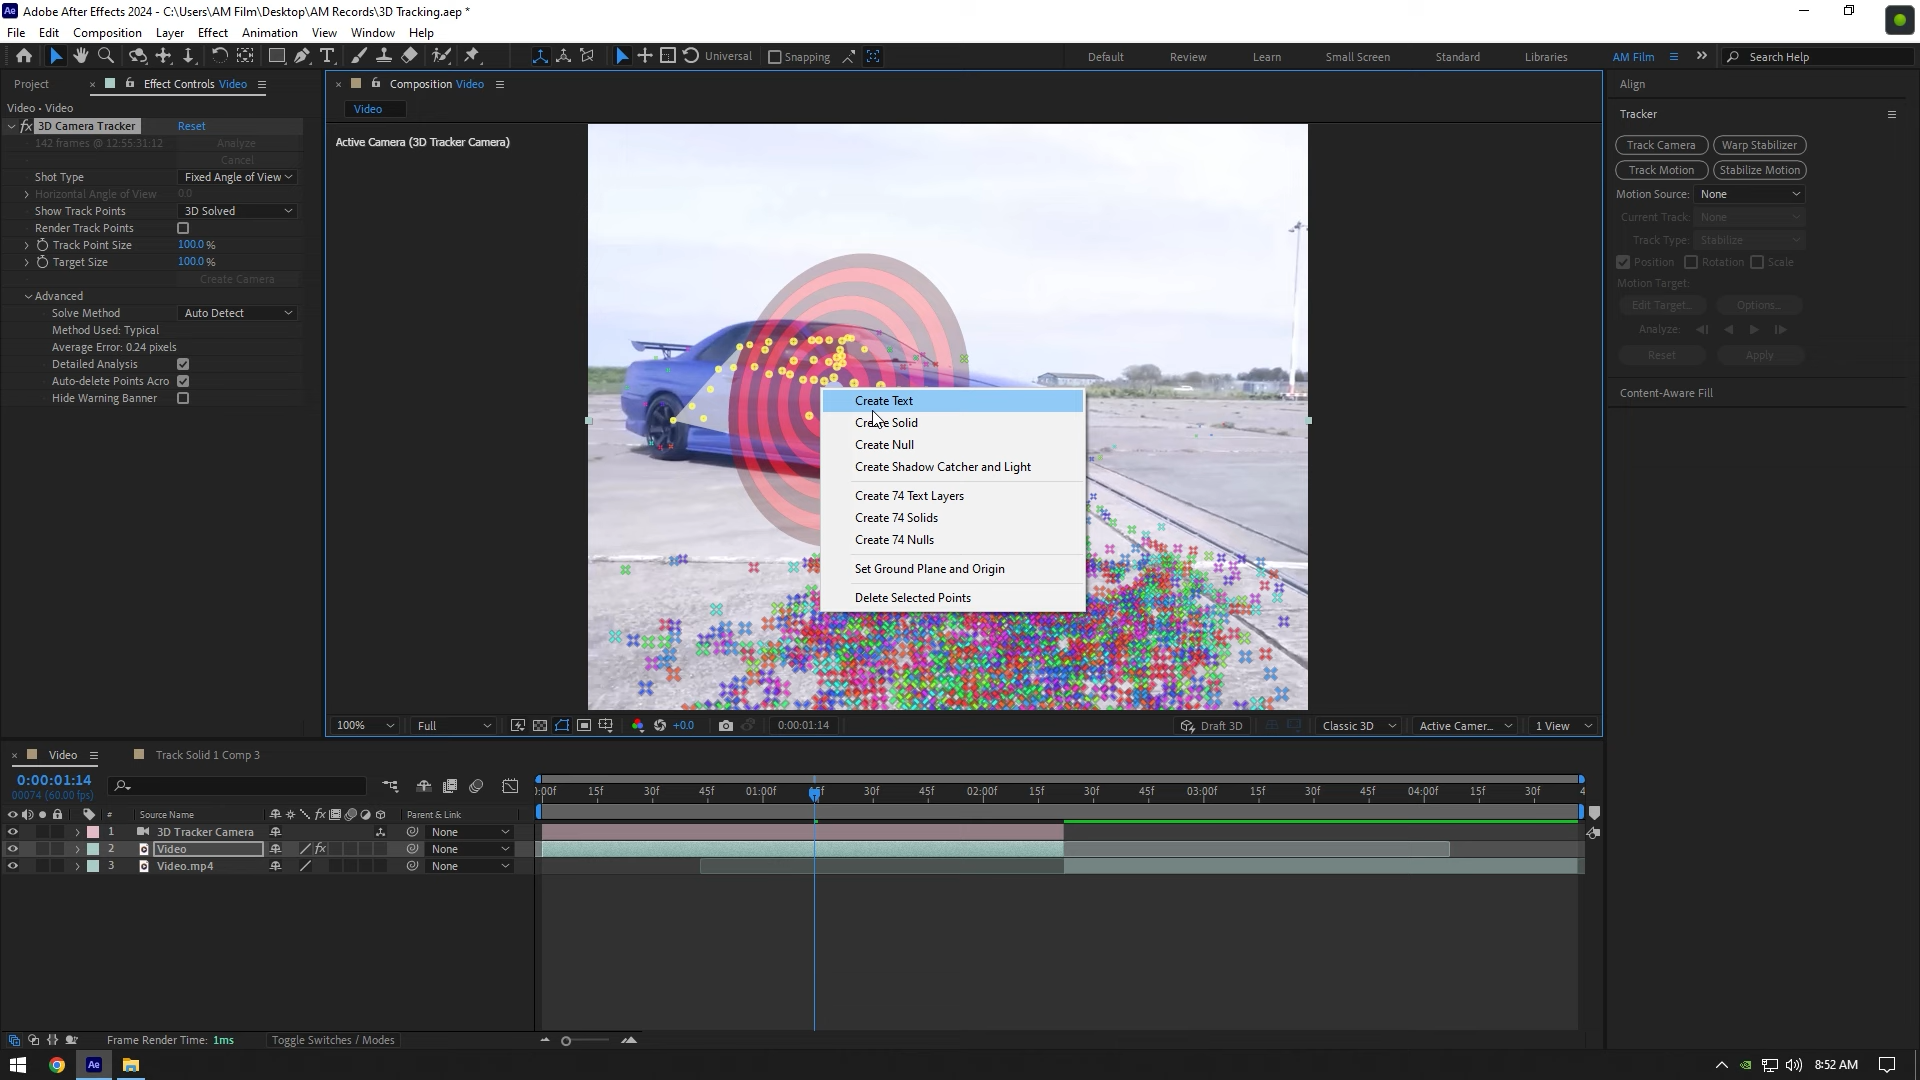 Adobe After Effects 2024 - C:\Users\AM Film\Desktop\AM Records\3D Tracking.aep *
File Edit Composition Layer Effect Animation View Window Help
Universal Snapping Default Review Learn Small Screen Standard Libraries AM Film Search Help
Project Effect Controls Video
Composition Video
Align
Video • Video
Video
Tracker
3D Camera Tracker Reset
142 frames @ 12:55:31:12 Analyze
Cancel
Shot Type Fixed Angle of View
Horizontal Angle of View 0.0
Show Track Points 3D Solved
Render Track Points
Track Point Size 100.0 %
Target Size 100.0 %
Create Camera
Advanced
Solve Method Auto Detect
Method Used: Typical
Average Error: 0.24 pixels
Detailed Analysis
Auto-delete Points Acro
Hide Warning Banner
Active Camera (3D Tracker Camera)
Create Text
Create Solid
Create Null
Create Shadow Catcher and Light
Create 74 Text Layers
Create 74 Solids
Create 74 Nulls
Set Ground Plane and Origin
Delete Selected Points
Track Camera Warp Stabilizer
Track Motion Stabilize Motion
Motion Source: None
Current Track: None
Track Type: Stabilize
Position Rotation Scale
Motion Target:
Edit Target... Options...
Analyze:
Reset Apply
Content-Aware Fill
100% Full +0.0 0:00:01:14 Draft 3D Classic 3D Active Camer... 1 View
Video Track Solid 1 Comp 3
0:00:01:14
00074 (60.00 fps)
):00f 15f 30f 45f 01:00f 15f 30f 45f 02:00f 15f 30f 45f 03:00f 15f 30f 45f 04:00f 15f 30f 4
# Source Name Parent & Link
1 3D Tracker Camera None
2 Video None
3 Video.mp4 None
Frame Render Time: 1ms Toggle Switches / Modes
8:52 AM